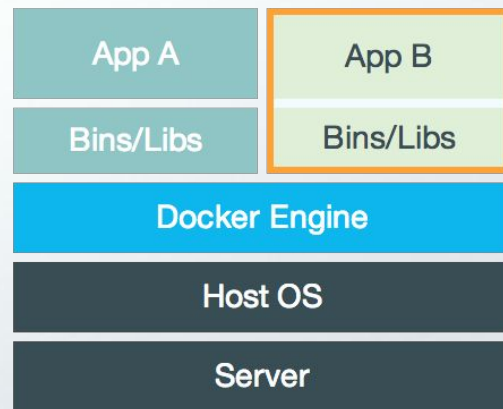 App A
App B
Bins/Libs
Bins/Libs
Docker Engine
Host OS
Server